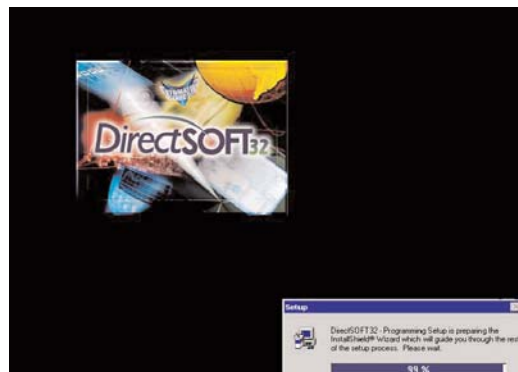 DirectSOFT32
Setup
DirectSOFT32 - Programming Setup is preparing the
InstallShield® Wizard which will guide you through the rest
of the setup process. Please wait.
99 %